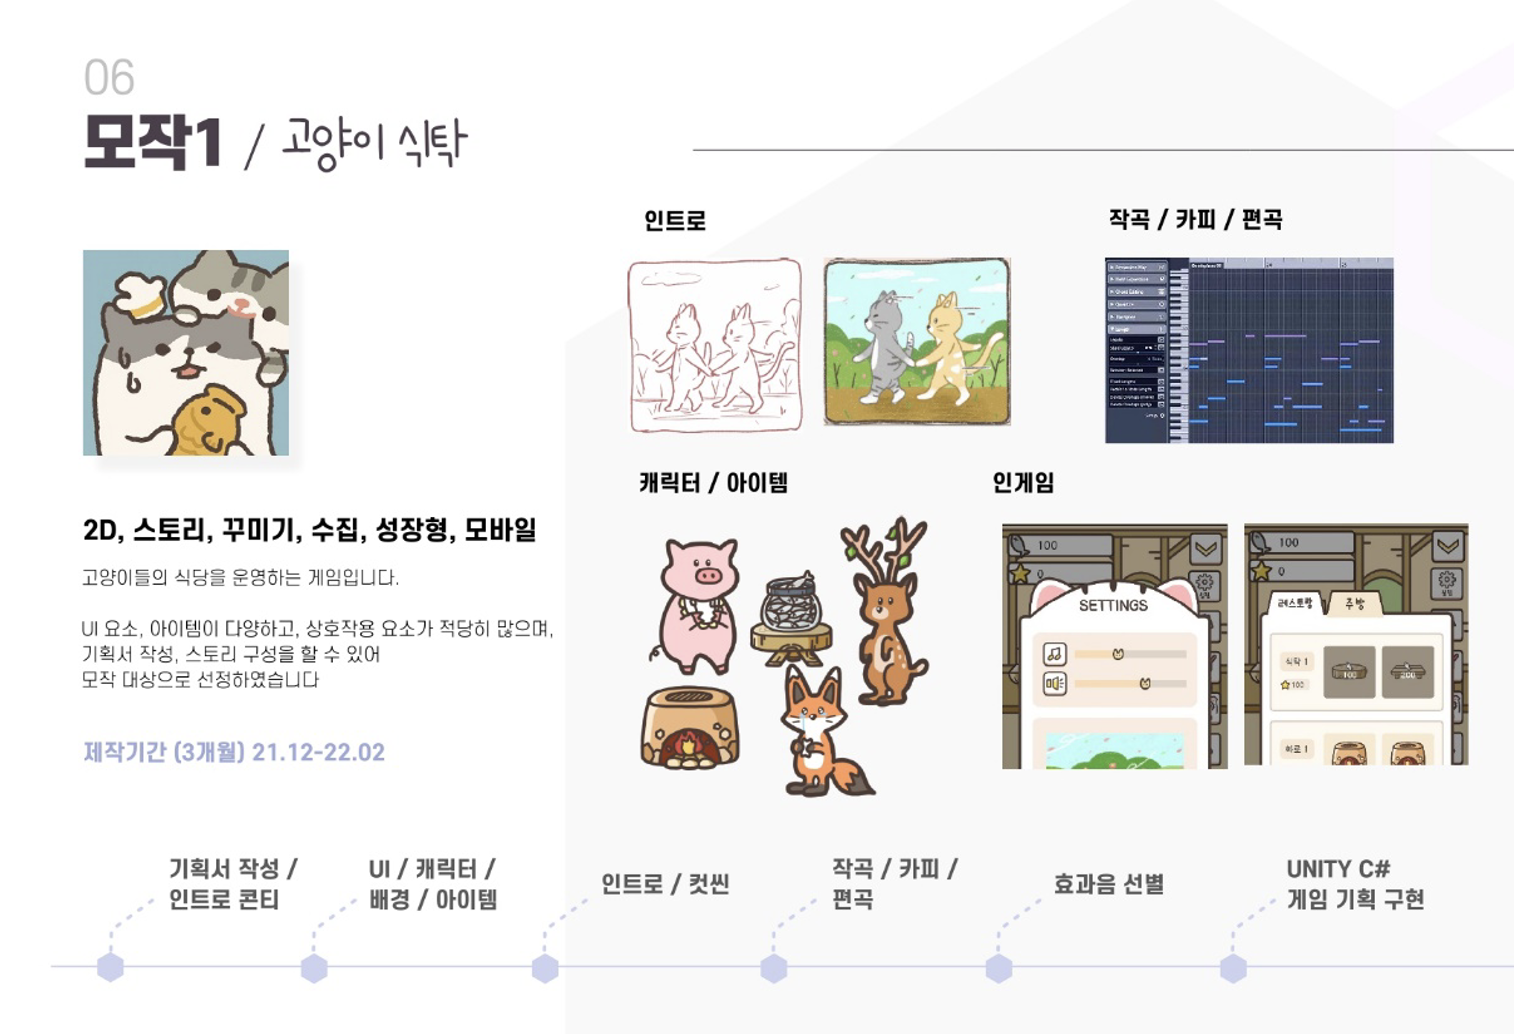 06
모작1 / 고양이 식탁
2D, 스토리, 꾸미기, 수집, 성장형, 모바일
고양이들의 식당을 운영하는 게임입니다.
UI 요소, 아이템이 다양하고, 상호작용 요소가 적당히 많으며,
기획서 작성, 스토리 구성을 할 수 있어
모작 대상으로 선정하였습니다
제작기간 (3개월) 21.12-22.02
인트로
작곡 / 카피 / 편곡
캐릭터 / 아이템
인게임
100
0
SETTINGS
100
0
레스토랑
주방
식탁 1
100
100
200
화로 1
기획서 작성 /
인트로 콘티
UI / 캐릭터 /
배경 / 아이템
인트로 / 컷씬
작곡 / 카피 /
편곡
효과음 선별
UNITY C#
게임 기획 구현